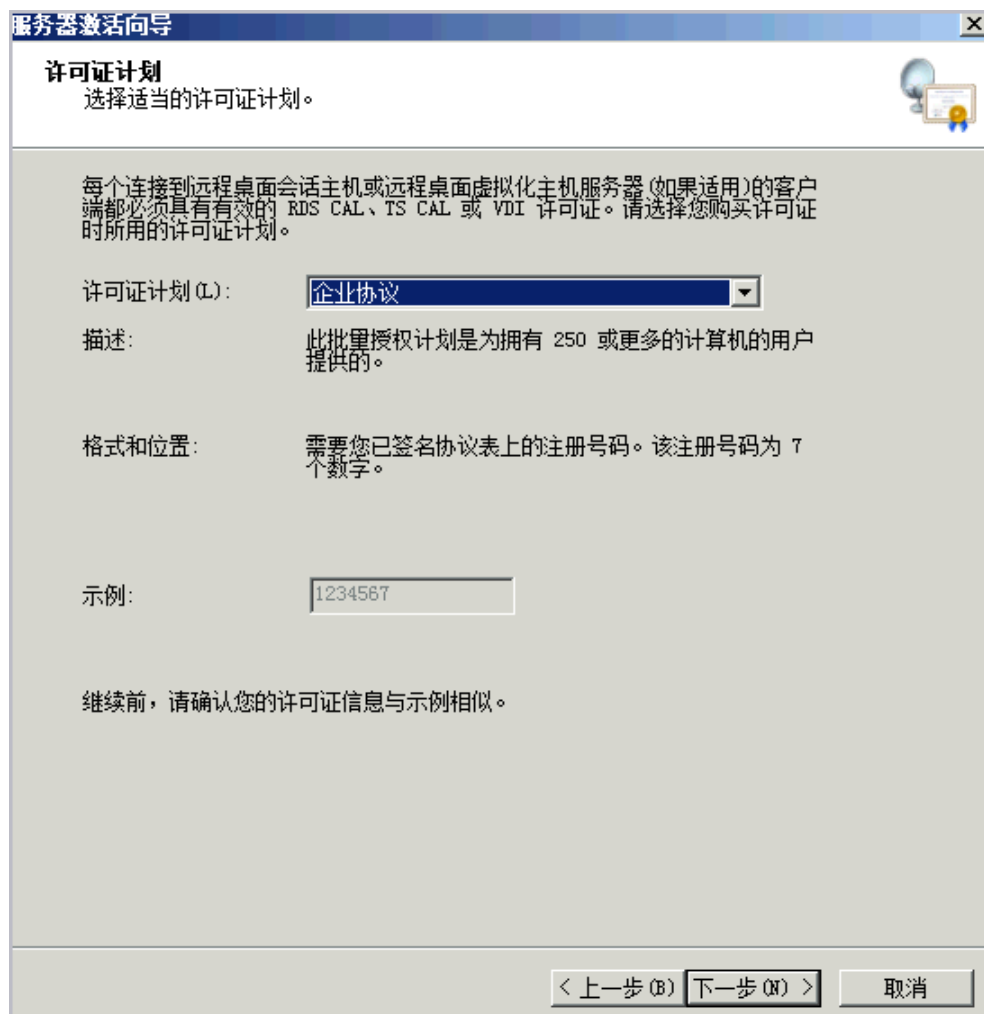 服务器激活向导
许可证计划
选择适当的许可证计划。
每个连接到远程桌面会话主机或远程桌面虚拟化主机服务器(如果适用)的客户
端都必须具有有效的 RDS CAL、TS CAL 或 VDI 许可证。请选择您购买许可证
时所用的许可证计划。
许可证计划(L):
企业协议
描述:
此批量授权计划是为拥有 250 或更多的计算机的用户
提供的。
格式和位置:
需要您已签名协议表上的注册号码。该注册号码为 7
个数字。
示例:
1234567
继续前，请确认您的许可证信息与示例相似。
< 上一步(B)
下一步(N) >
取消